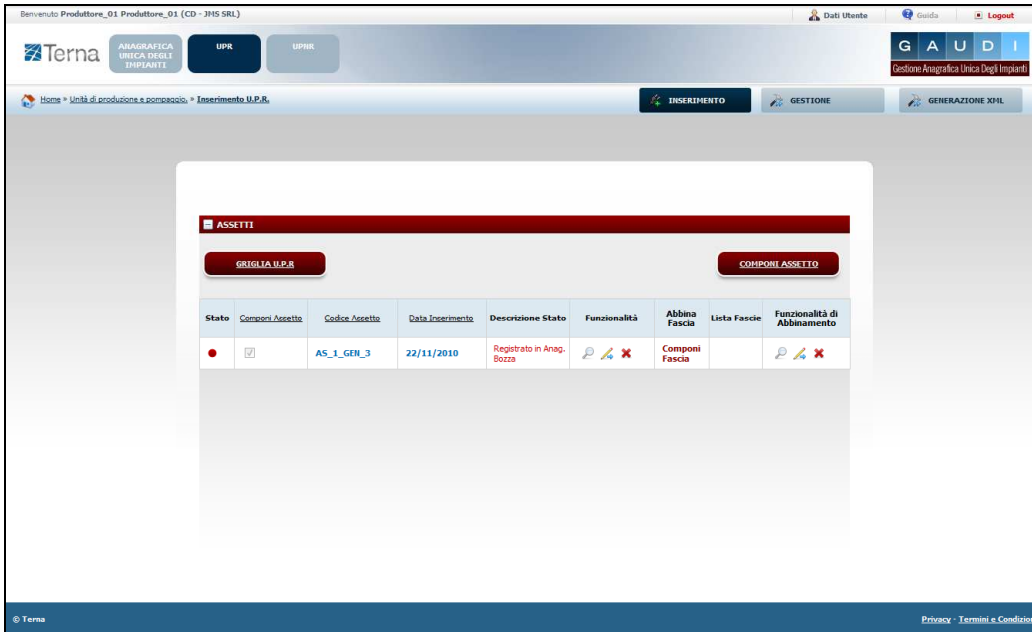 Benvenuto Produttore_01 Produttore_01 (CD - JMS SRL)
Dati Utente
Guida
Logout
Terna
ANAGRAFICA
UNICA DEGLI
IMPIANTI
UPR
UPNR
G A U D I
Gestione Anagrafica Unica Degli Impianti
Home » Unità di produzione e pompaggio. » Inserimento U.P.R.
INSERIMENTO
GESTIONE
GENERAZIONE XML
ASSETTI
GRIGLIA U.P.R
COMPONI ASSETTO
Stato Componi Assetto Codice Assetto Data Inserimento Descrizione Stato Funzionalità Abbina Fascia Lista Fascie Funzionalità di Abbinamento
AS_1_GEN_3 22/11/2010 Registrato in Anag. Bozza Componi Fascia
© Terna
Privacy - Termini e Condizio